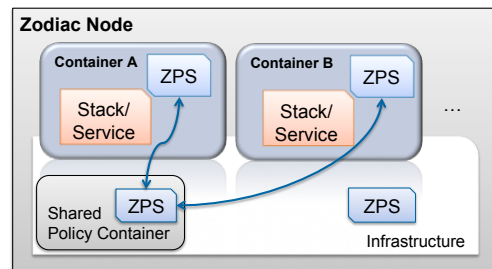 Zodiac Node
Container A
ZPS
Stack/
Service
Container B
ZPS
Stack/
Service
...
Shared
Policy Container
ZPS
ZPS
Infrastructure